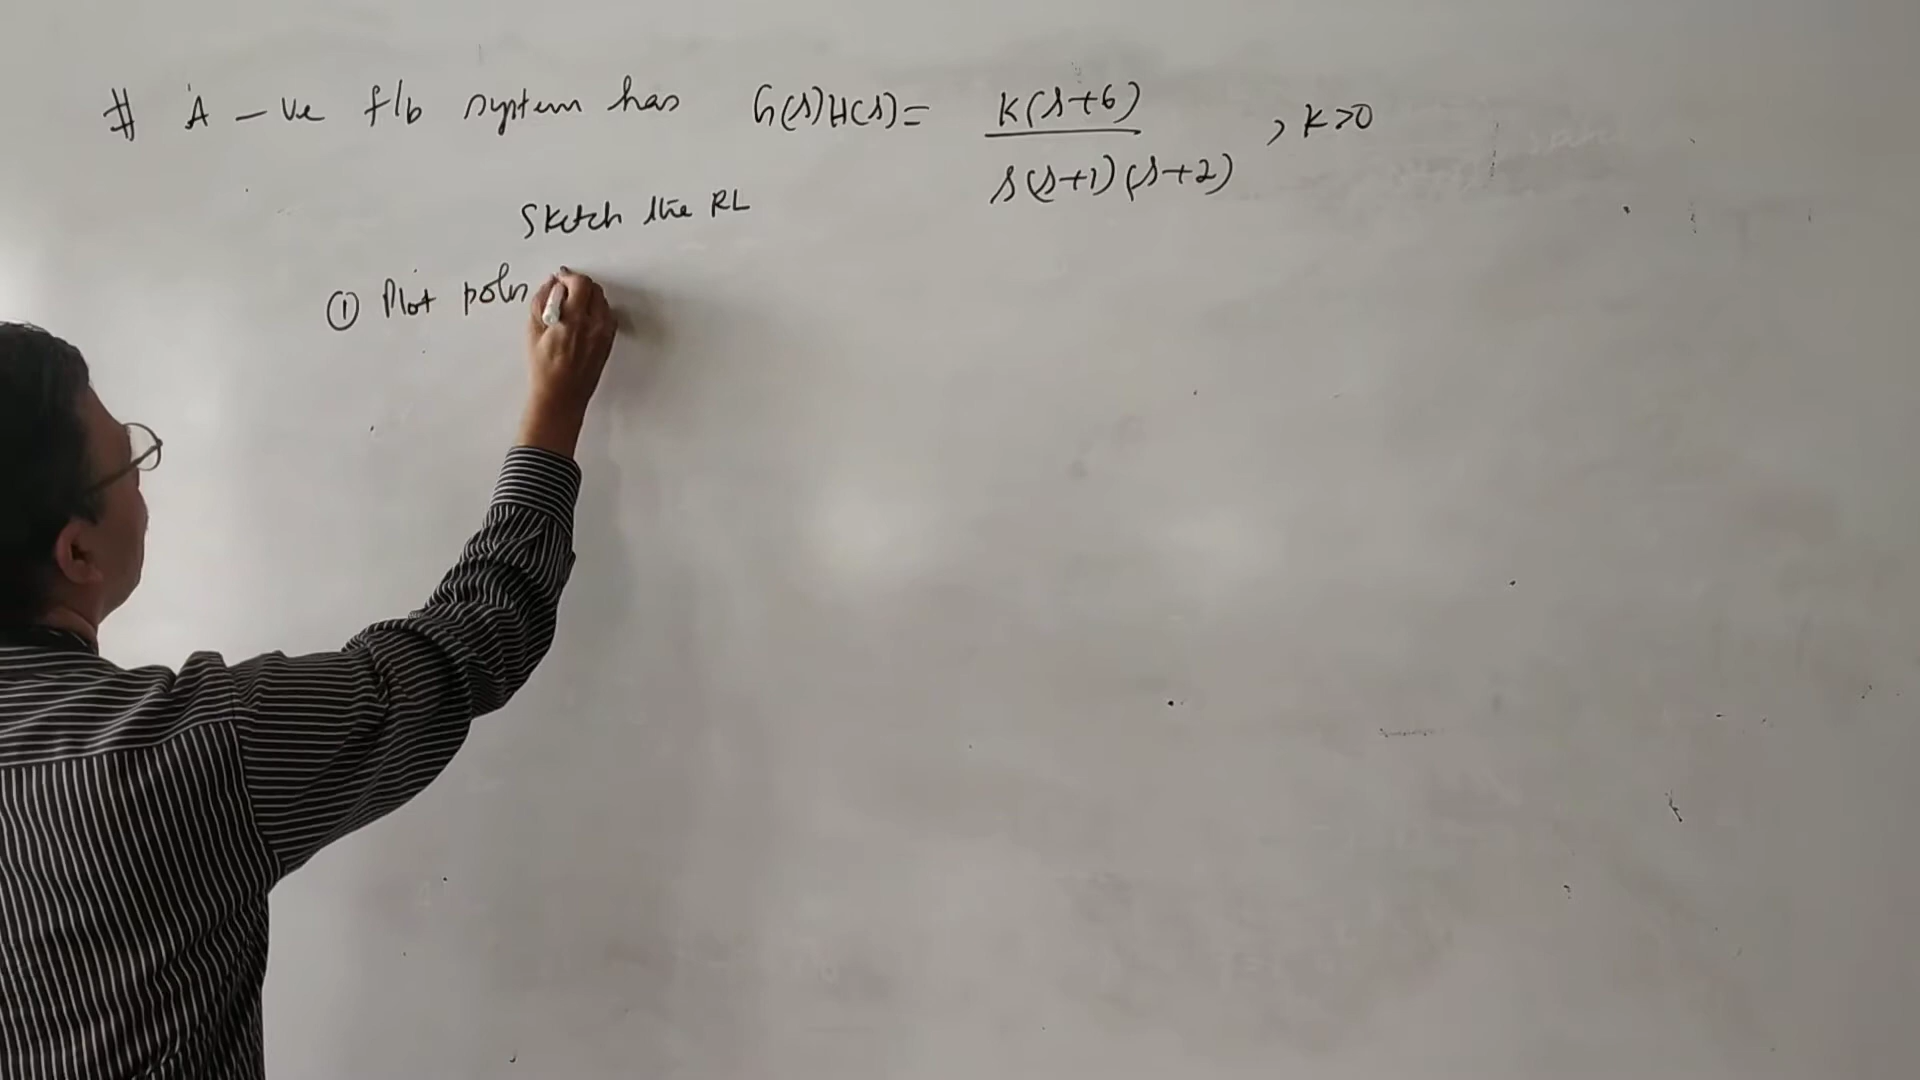 # A -ve f/b system has G(s)H(s) = K(s+6) / s(s+1)(s+2) , K>0
Sketch the RL
① Plot poles